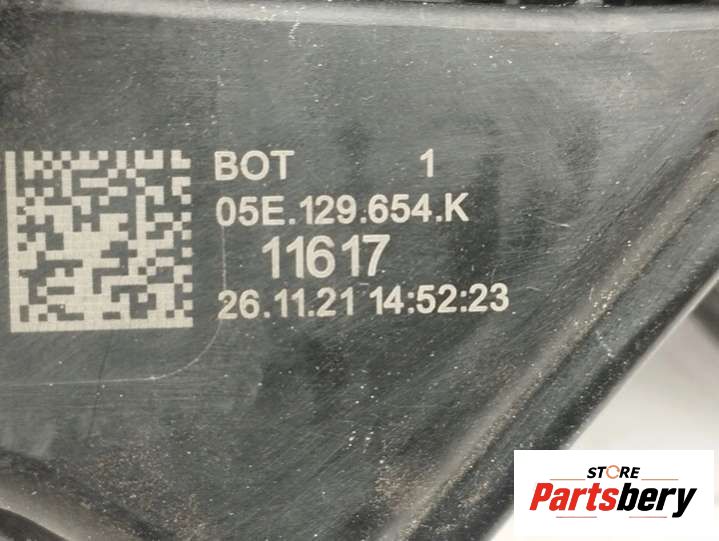 BOT 1
05E.129.654.K
11617
26.11.21 14:52:23
STORE
Partsbery